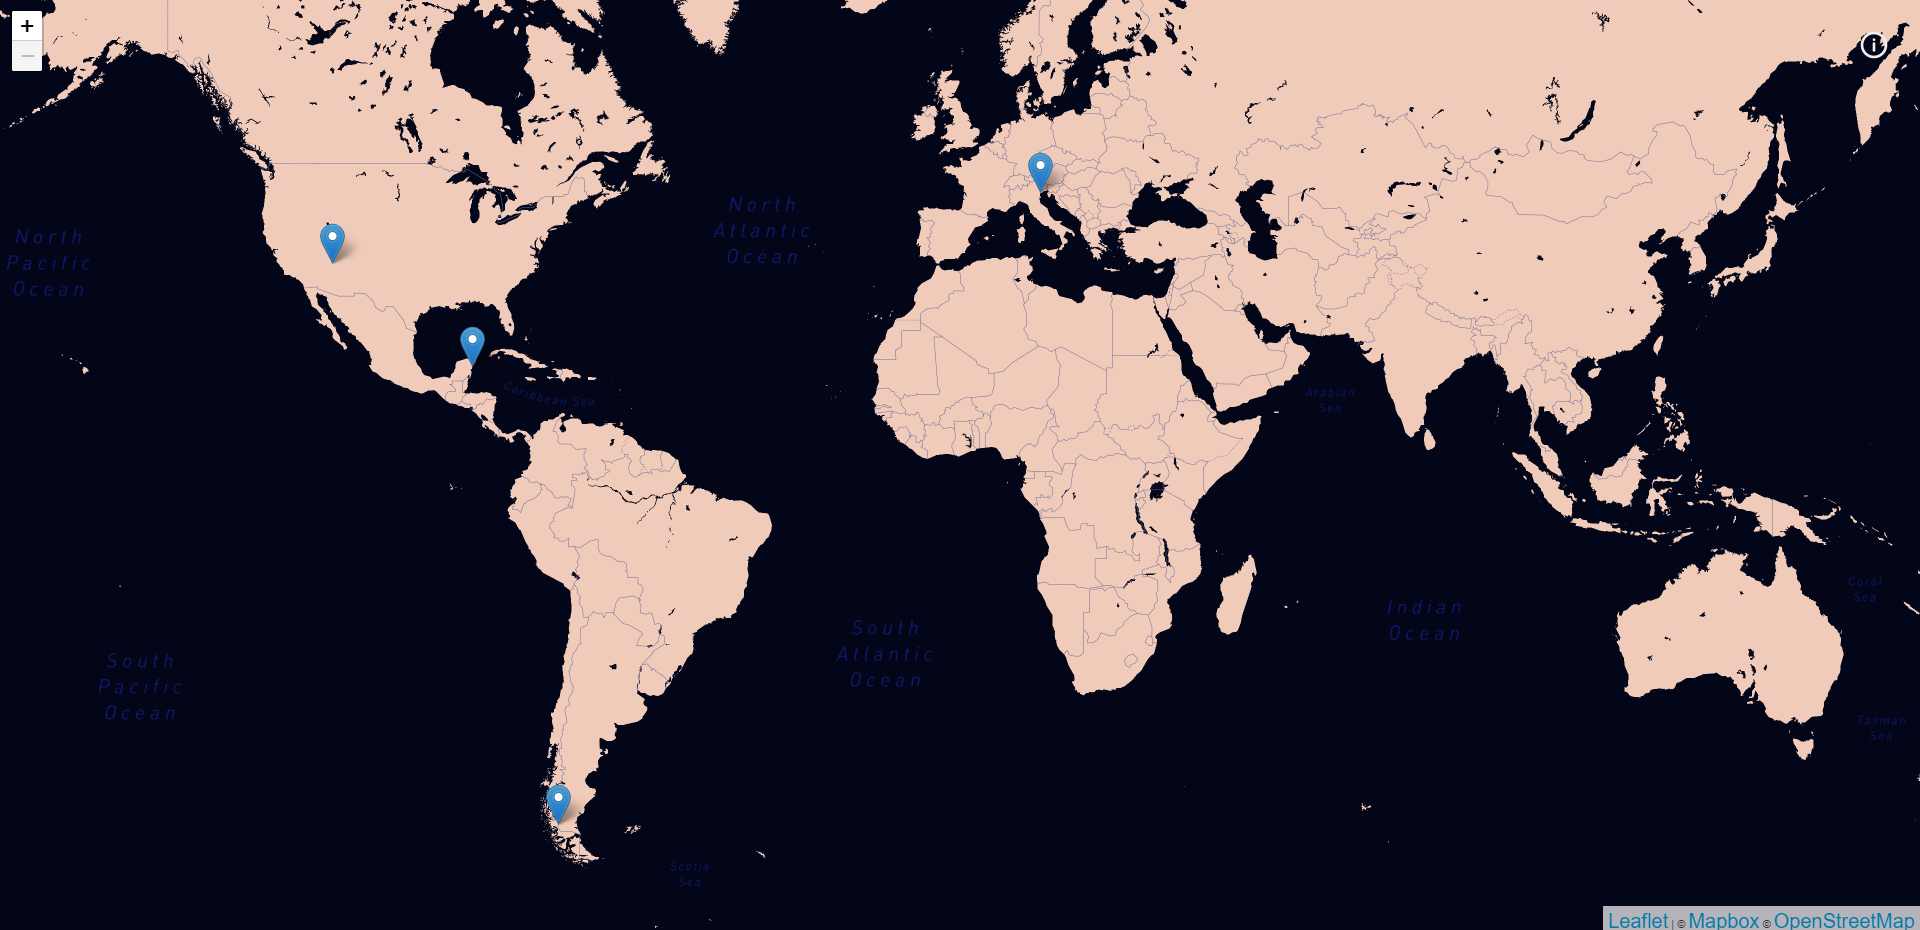 +
−
i
North
Atlantic
Ocean
North
Pacific
Ocean
Caribbean Sea
Arabian
Sea
Coral
Sea
Indian
Ocean
South
Atlantic
Ocean
South
Pacific
Ocean
Tasman
Sea
Scotia
Sea
Leaflet | © Mapbox © OpenStreetMap